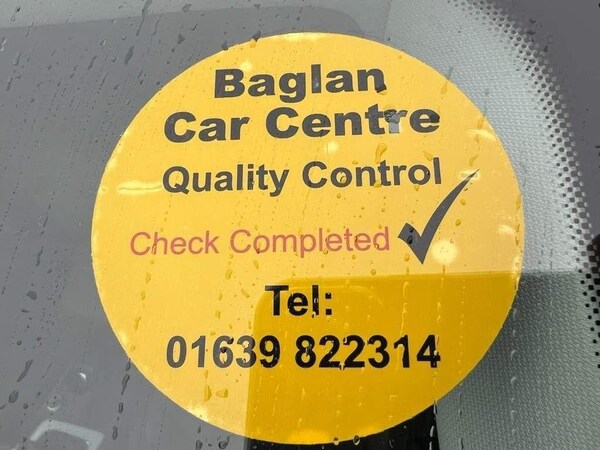 Baglan
Car Centre
Quality Control
Check Completed
Tel:
01639 822314